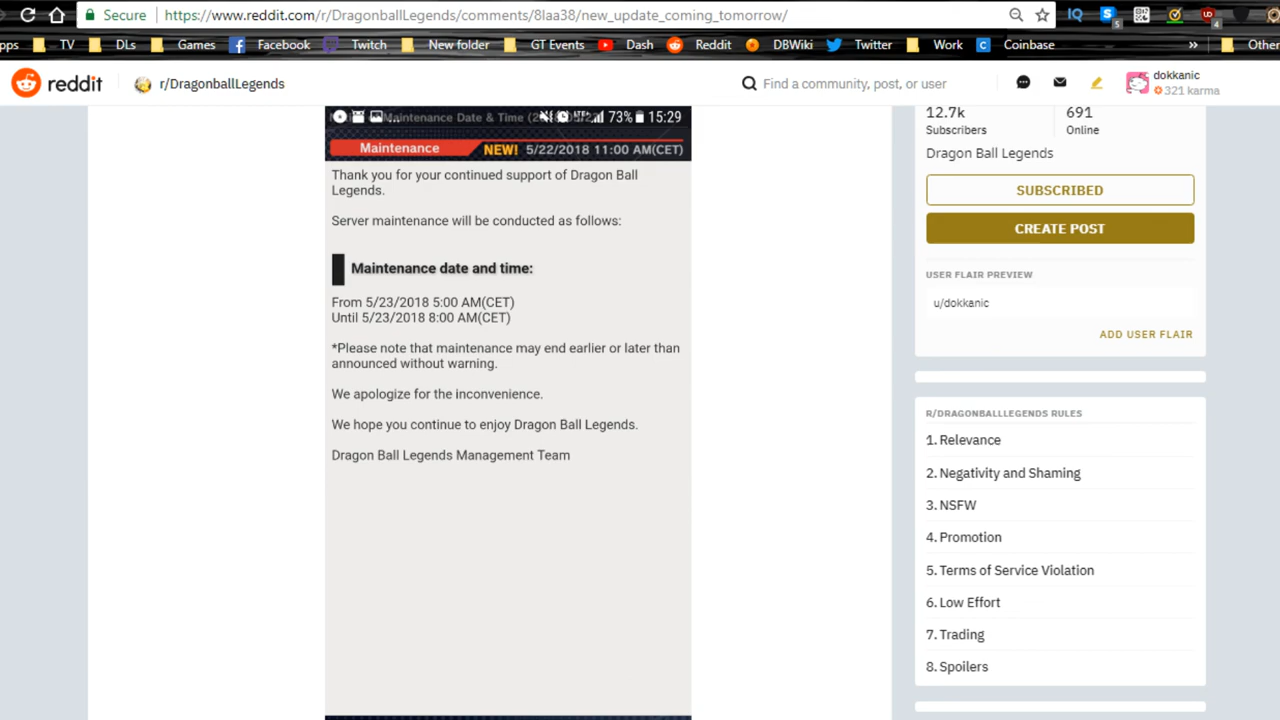 Secure https://www.reddit.com/r/DragonballLegends/comments/8laa38/new_update_coming_tomorrow/
TV DLs Games Facebook Twitch New folder GT Events Dash Reddit DBWiki Twitter Work Coinbase » Other
reddit r/DragonballLegends Find a community, post, or user dokkanic
321 karma
Maintenance Date & Time 73% 15:29
Maintenance NEW! 5/22/2018 11:00 AM(CET)
Thank you for your continued support of Dragon Ball
Legends.
Server maintenance will be conducted as follows:
Maintenance date and time:
From 5/23/2018 5:00 AM(CET)
Until 5/23/2018 8:00 AM(CET)
*Please note that maintenance may end earlier or later than
announced without warning.
We apologize for the inconvenience.
We hope you continue to enjoy Dragon Ball Legends.
Dragon Ball Legends Management Team
12.7k 691
Subscribers Online
Dragon Ball Legends
SUBSCRIBED
CREATE POST
USER FLAIR PREVIEW
u/dokkanic
ADD USER FLAIR
R/DRAGONBALLLEGENDS RULES
1. Relevance
2. Negativity and Shaming
3. NSFW
4. Promotion
5. Terms of Service Violation
6. Low Effort
7. Trading
8. Spoilers